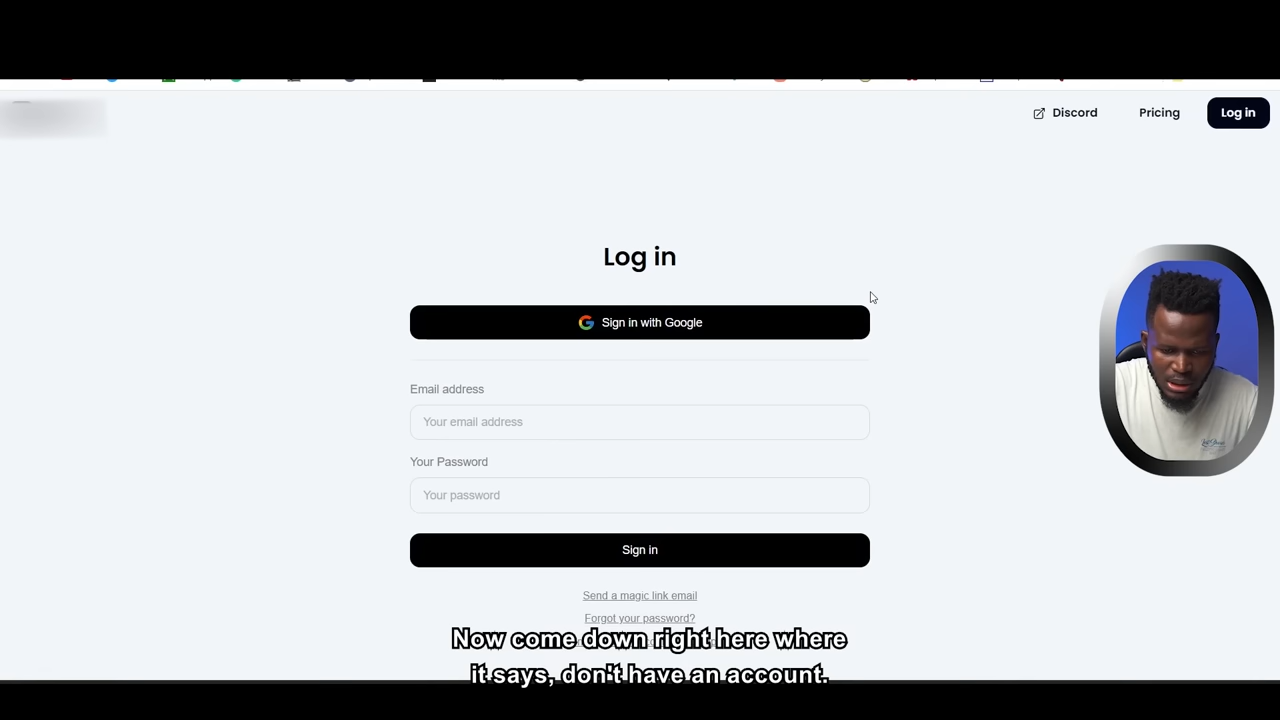 Discord
Pricing
Log in
Log in
Sign in with Google
Email address
Your email address
Your Password
Your password
Sign in
Send a magic link email
Forgot your password?
Now come down right here where
it says, don't have an account.